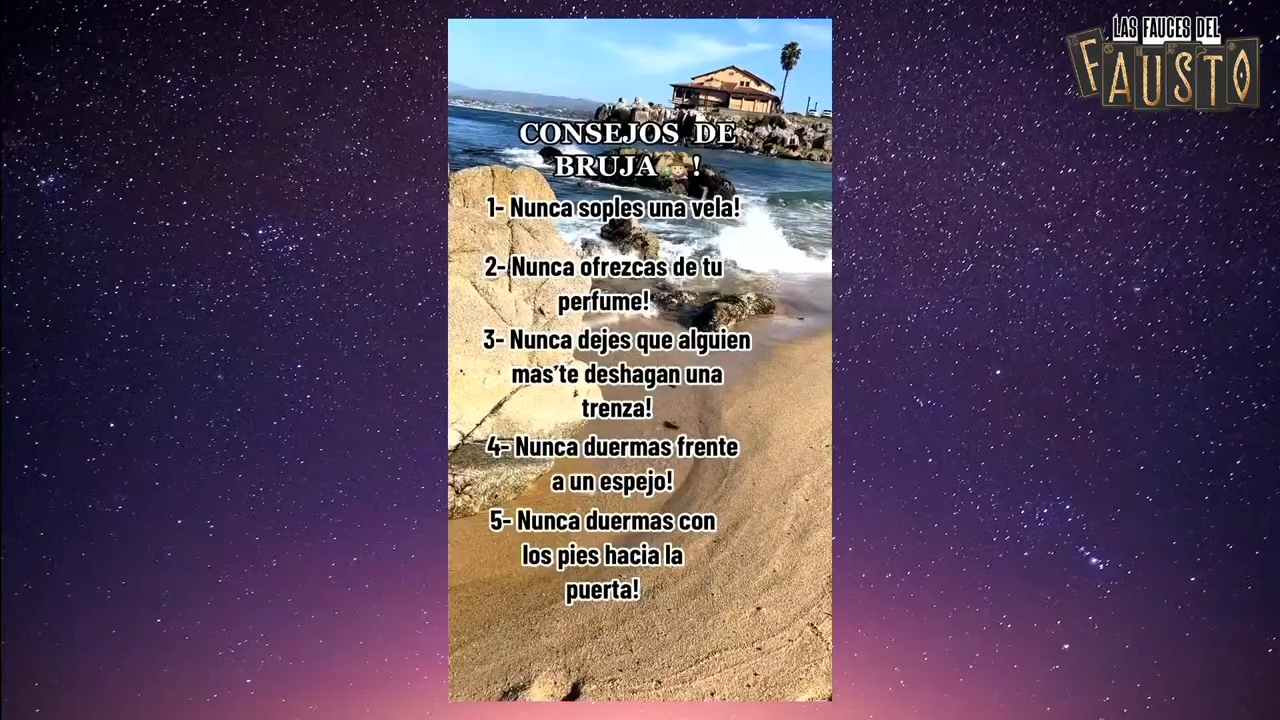 LAS FAUCES DEL
FAUSTO
CONSEJOS DE
BRUJA !
1- Nunca soples una vela!
2- Nunca ofrezcas de tu
perfume!
3- Nunca dejes que alguien
mas te deshagan una
trenza!
4- Nunca duermas frente
a un espejo!
5- Nunca duermas con
los pies hacia la
puerta!